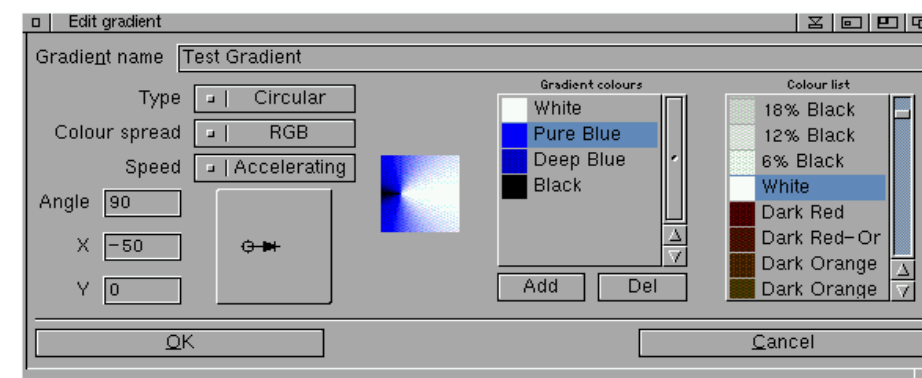 Edit gradient
Gradient name Test Gradient
Type Circular
Colour spread RGB
Speed Accelerating
Angle 90
X -50
Y 0
Gradient colours
White
Pure Blue
Deep Blue
Black
Add Del
Colour list
18% Black
12% Black
6% Black
White
Dark Red
Dark Red-Or
Dark Orange
Dark Orange
OK Cancel